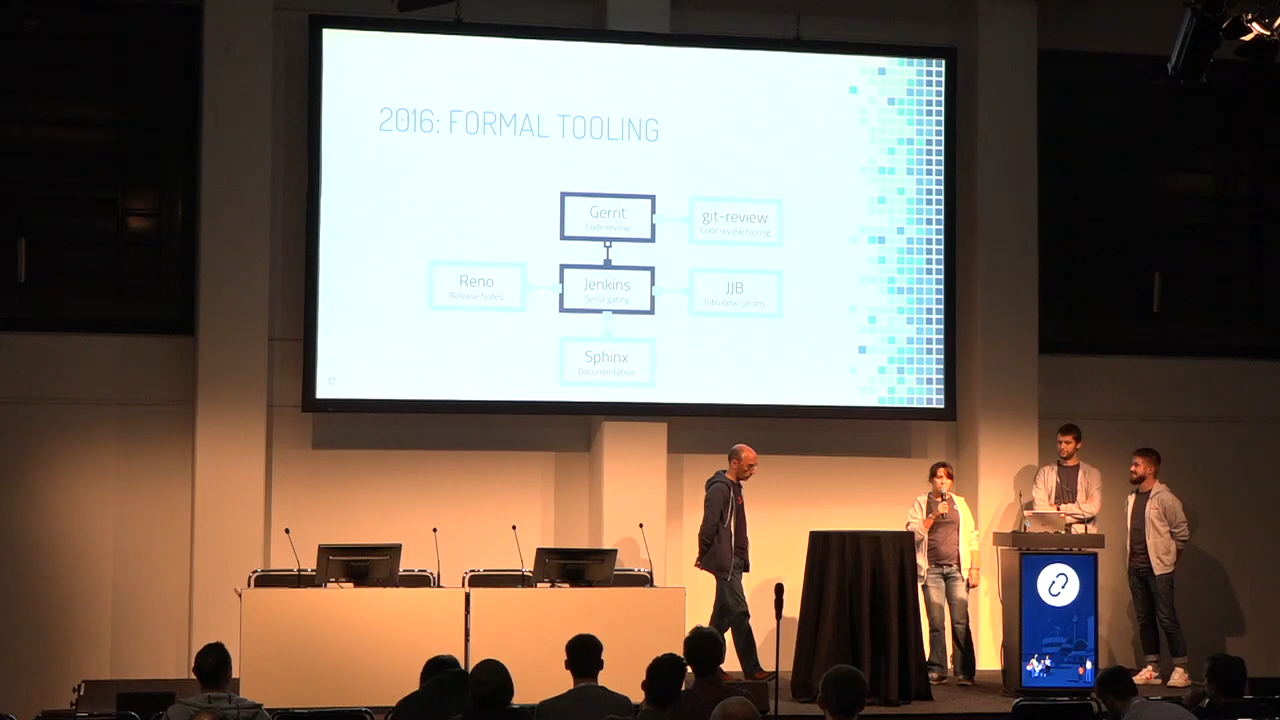 2016: FORMAL TOOLING
Gerrit
Code review
git-review
Code review tooling
Reno
Release Notes
Jenkins
Serial gating
JJB
Jobs descriptions
Sphinx
Documentation
17